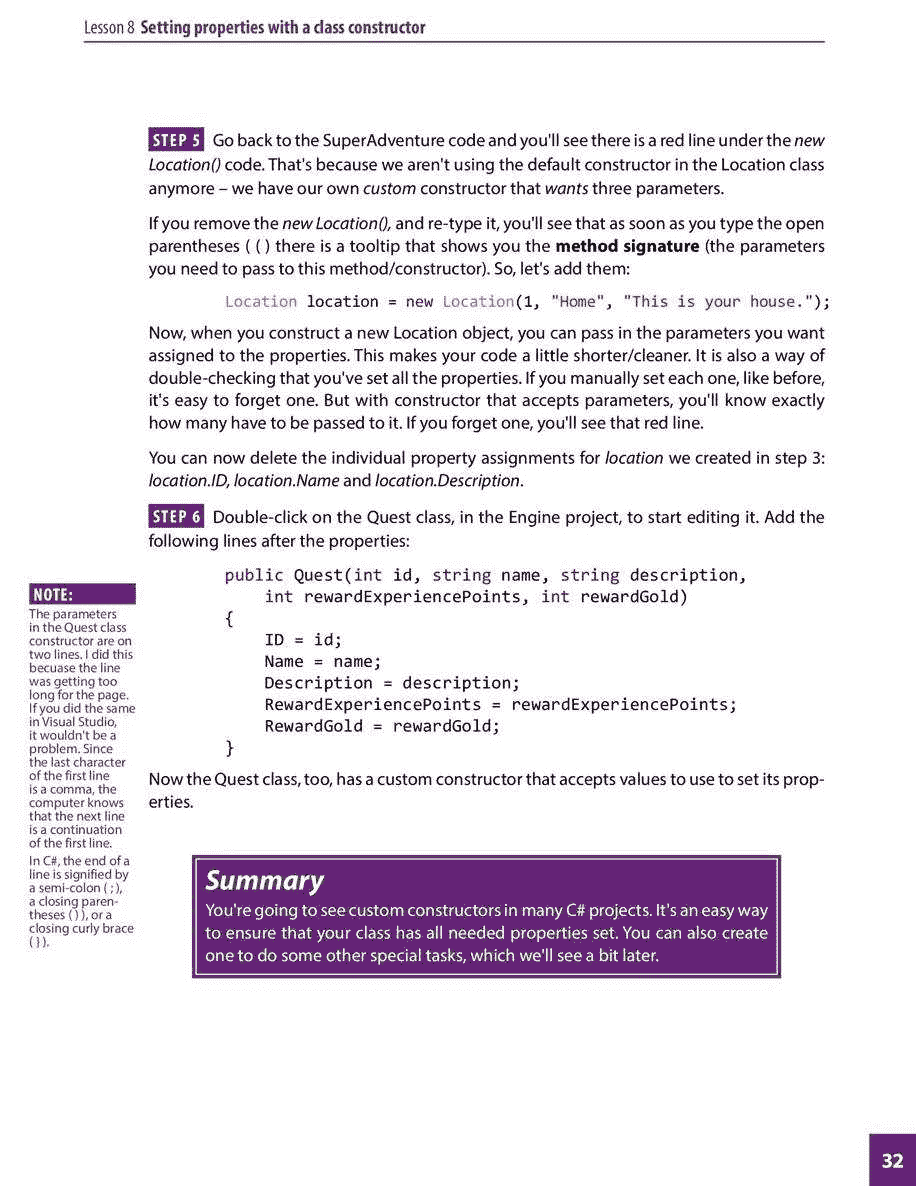 Lesson 8 Setting properties with a class constructor
STEP 5 Go back to the SuperAdventure code and you'll see there is a red line under the new
Location() code. That's because we aren't using the default constructor in the Location class
anymore – we have our own custom constructor that wants three parameters.
If you remove the new Location(), and re-type it, you'll see that as soon as you type the open
parentheses ( ( ) there is a tooltip that shows you the method signature (the parameters
you need to pass to this method/constructor). So, let's add them:
Location location = new Location(1, "Home", "This is your house.");
Now, when you construct a new Location object, you can pass in the parameters you want
assigned to the properties. This makes your code a little shorter/cleaner. It is also a way of
double-checking that you've set all the properties. If you manually set each one, like before,
it's easy to forget one. But with constructor that accepts parameters, you'll know exactly
how many have to be passed to it. If you forget one, you'll see that red line.
You can now delete the individual property assignments for location we created in step 3:
location.ID, location.Name and location.Description.
STEP 6 Double-click on the Quest class, in the Engine project, to start editing it. Add the
following lines after the properties:
public Quest(int id, string name, string description,
int rewardExperiencePoints, int rewardGold)
{
ID = id;
Name = name;
Description = description;
RewardExperiencePoints = rewardExperiencePoints;
RewardGold = rewardGold;
}
Now the Quest class, too, has a custom constructor that accepts values to use to set its prop-
erties.
NOTE:
The parameters
in the Quest class
constructor are on
two lines. I did this
becuase the line
was getting too
long for the page.
If you did the same
in Visual Studio,
it wouldn't be a
problem. Since
the last character
of the first line
is a comma, the
computer knows
that the next line
is a continuation
of the first line.
In C#, the end of a
line is signified by
a semi-colon ( ; ),
a closing paren-
theses ( ) ), or a
closing curly brace
( } ).
Summary
You're going to see custom constructors in many C# projects. It's an easy way
to ensure that your class has all needed properties set. You can also create
one to do some other special tasks, which we'll see a bit later.
32